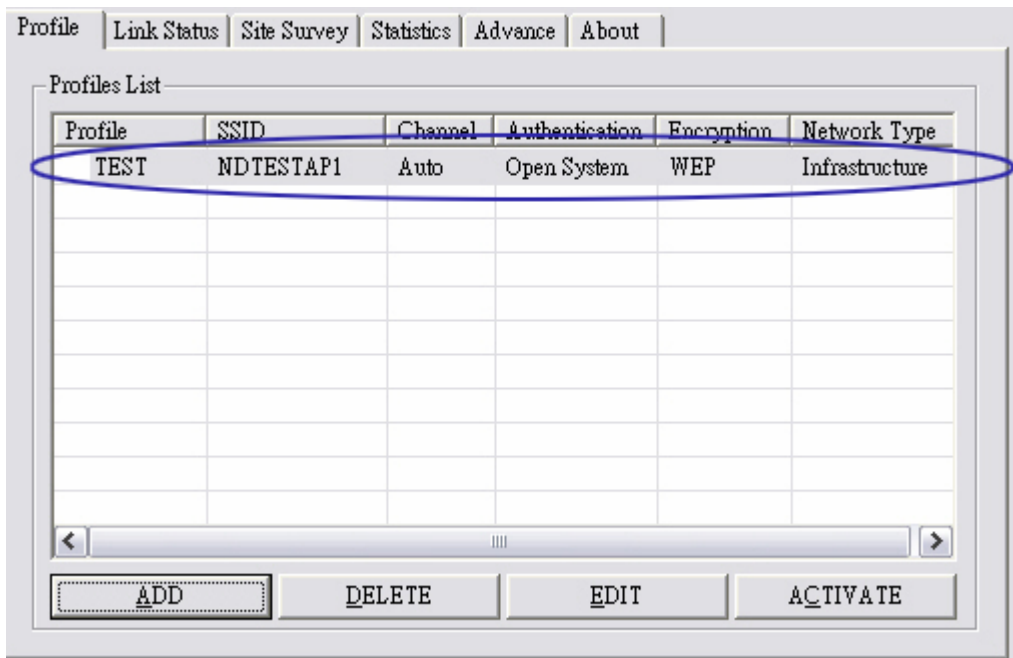 Profile Link Status Site Survey Statistics Advance About
Profiles List
Profile SSID Channel Authentication Encryption Network Type
TEST NDTESTAP1 Auto Open System WEP Infrastructure
ADD DELETE EDIT ACTIVATE